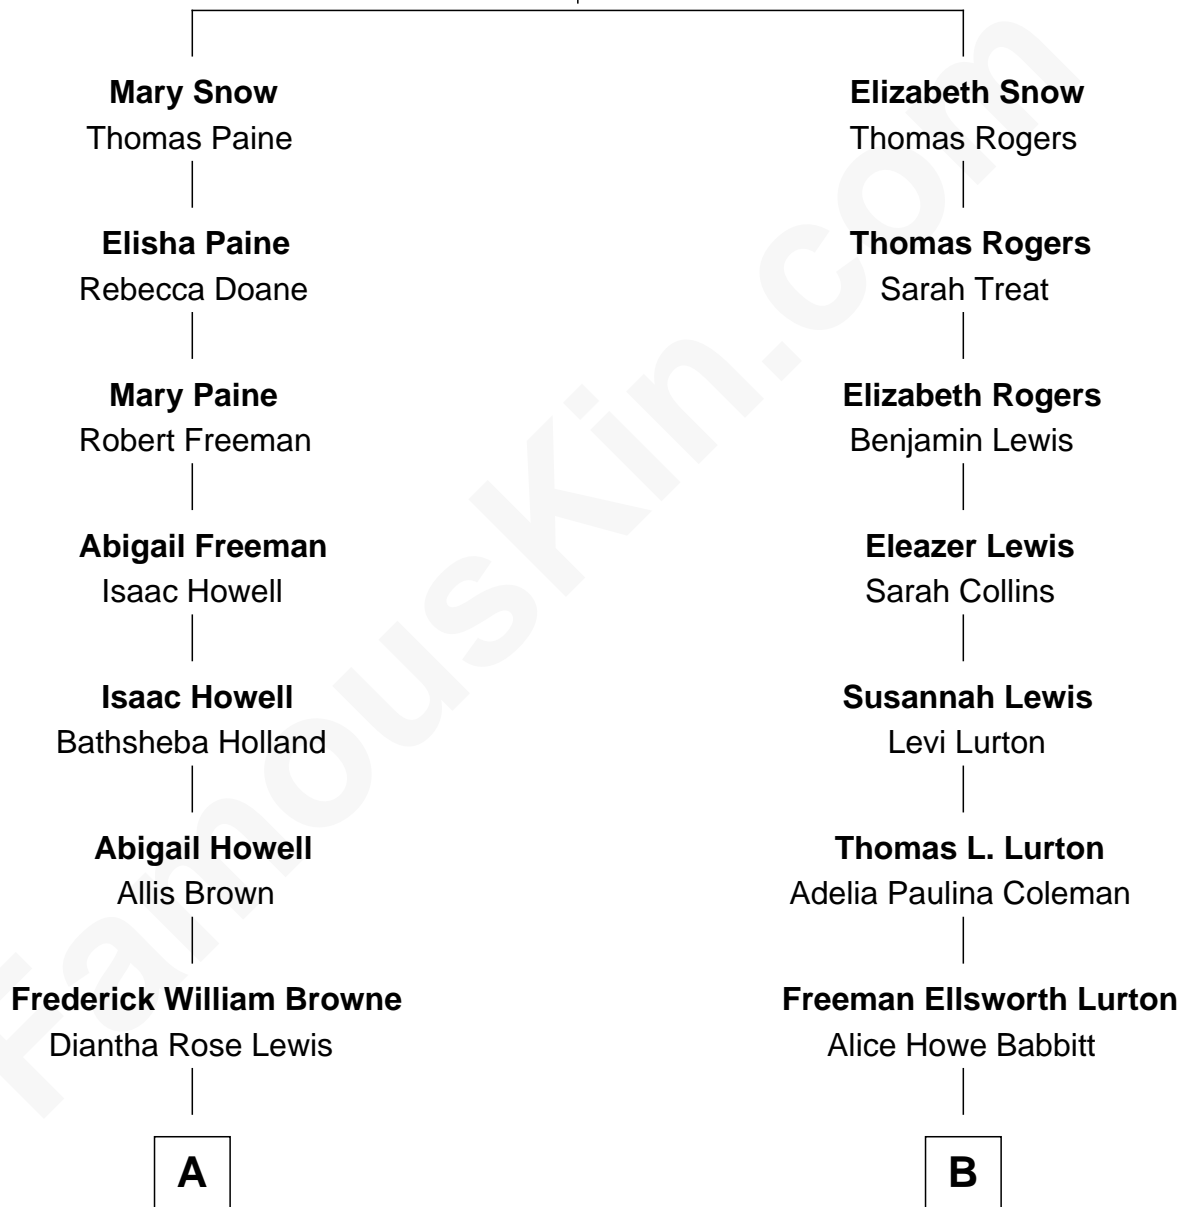 Mary Snow
Thomas Paine
Elizabeth Snow
Thomas Rogers
Elisha Paine
Rebecca Doane
Thomas Rogers
Sarah Treat
Mary Paine
Robert Freeman
Elizabeth Rogers
Benjamin Lewis
Abigail Freeman
Isaac Howell
Eleazer Lewis
Sarah Collins
Isaac Howell
Bathsheba Holland
Susannah Lewis
Levi Lurton
Abigail Howell
Allis Brown
Thomas L. Lurton
Adelia Paulina Coleman
Frederick William Browne
Diantha Rose Lewis
Freeman Ellsworth Lurton
Alice Howe Babbitt
A
B
FamousKin.com